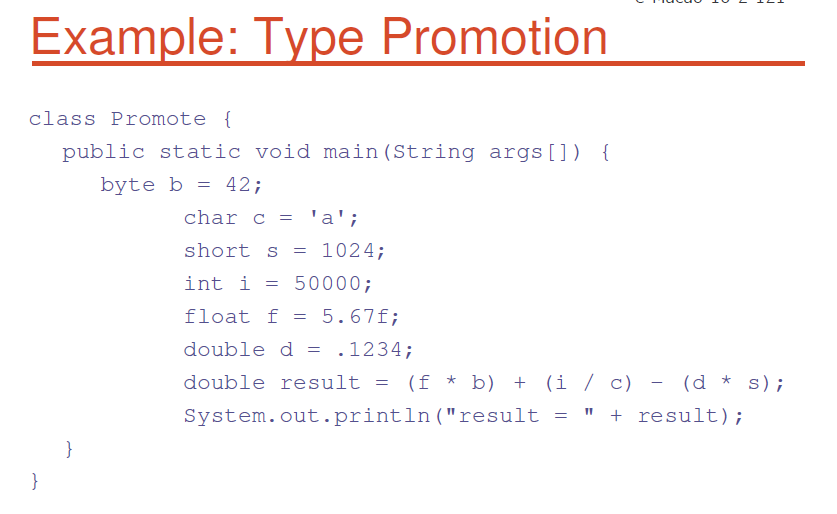 Example: Type Promotion
class Promote {
public static void main(String args[]) {
byte b = 42;
char c = 'a';
short s = 1024;
int i = 50000;
float f = 5.67f;
double d = .1234;
double result = (f * b) + (i / c) - (d * s);
System.out.println("result = " + result);
}
}